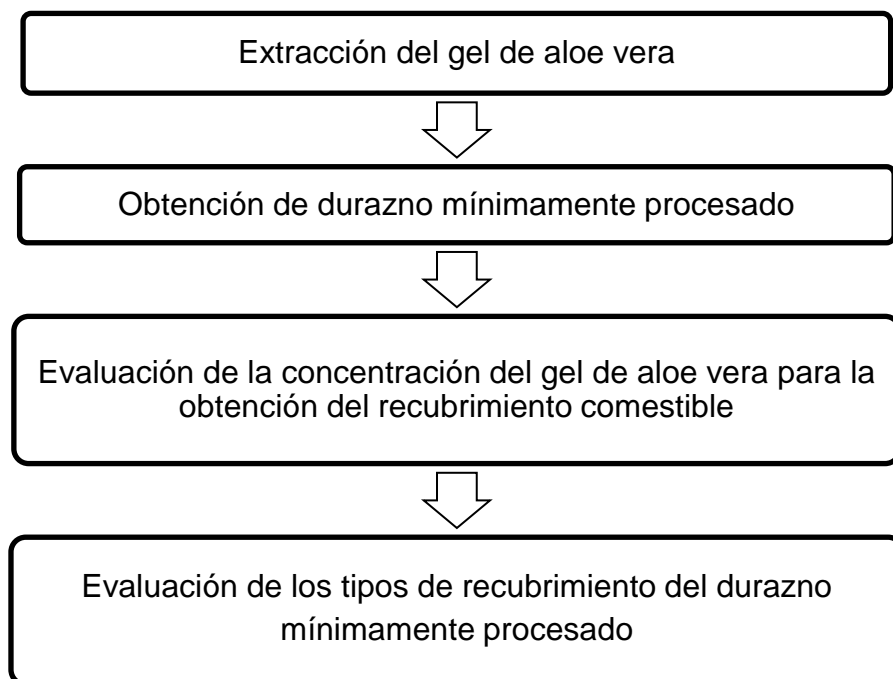 Extracción del gel de aloe vera
Obtención de durazno mínimamente procesado
Evaluación de la concentración del gel de aloe vera para la
obtención del recubrimiento comestible
Evaluación de los tipos de recubrimiento del durazno
mínimamente procesado